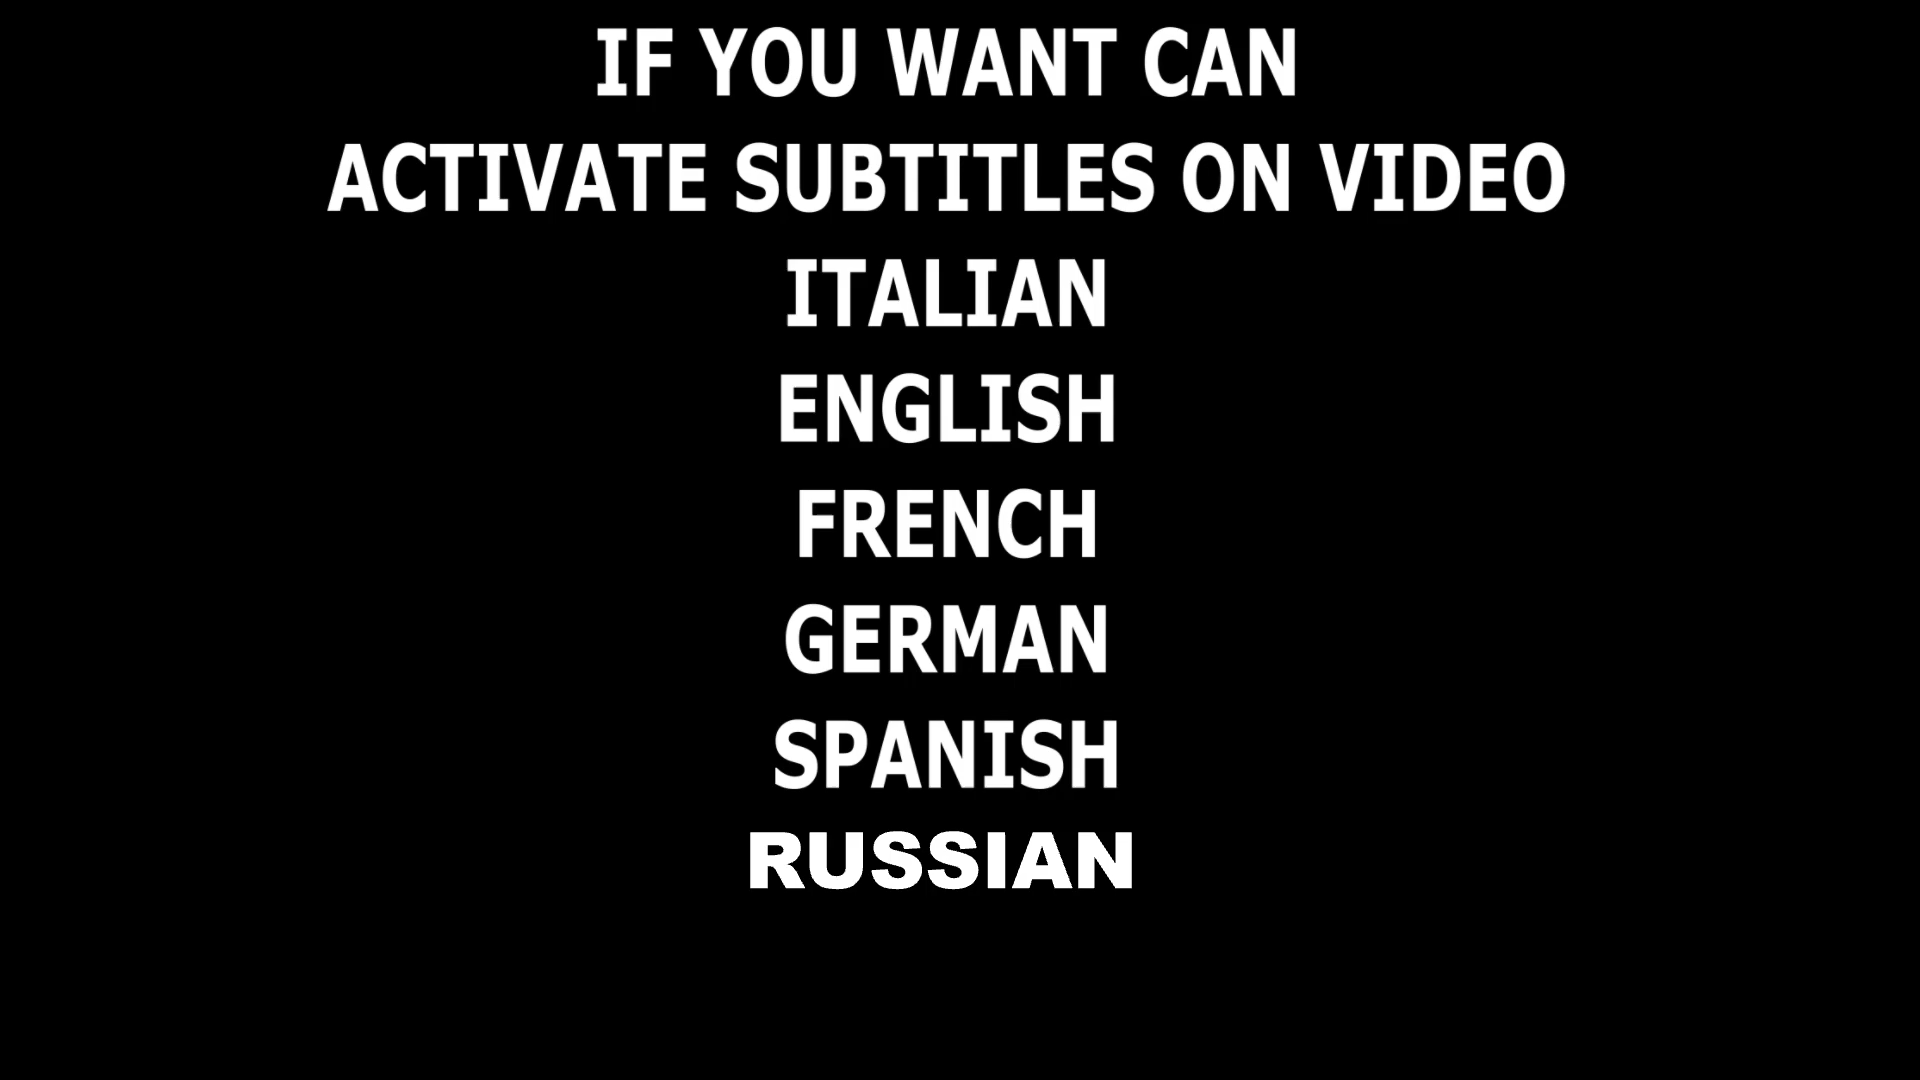 IF YOU WANT CAN
ACTIVATE SUBTITLES ON VIDEO
ITALIAN
ENGLISH
FRENCH
GERMAN
SPANISH
RUSSIAN